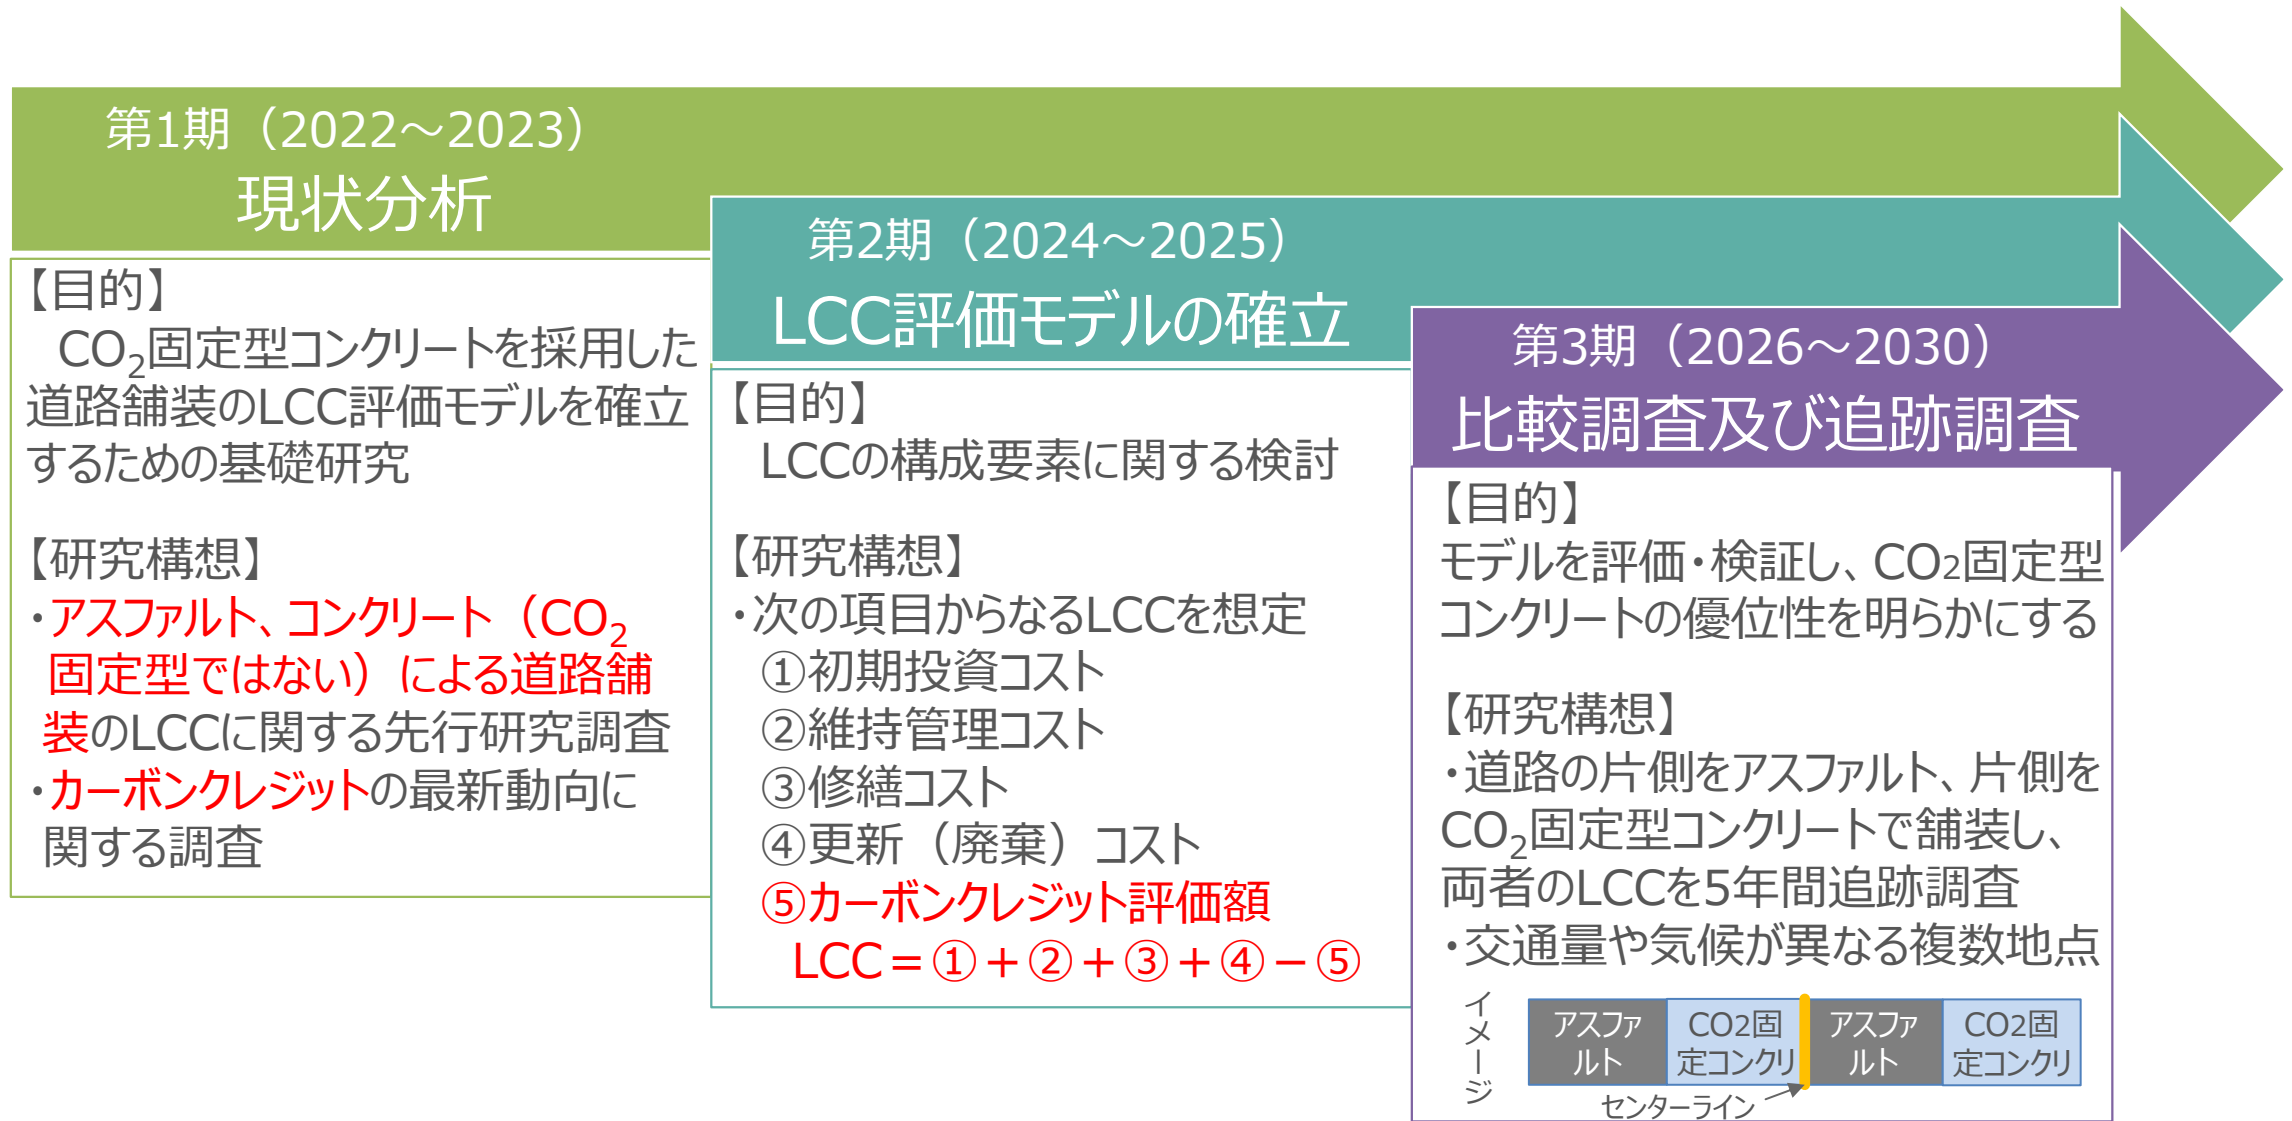 第1期（2022～2023）
現状分析
【目的】
CO₂固定型コンクリートを採用した
道路舗装のLCC評価モデルを確立
するための基礎研究
【研究構想】
・アスファルト、コンクリート（CO₂
固定型ではない）による道路舗
装のLCCに関する先行研究調査
・カーボンクレジットの最新動向に
関する調査
第2期（2024～2025）
LCC評価モデルの確立
【目的】
LCCの構成要素に関する検討
【研究構想】
・次の項目からなるLCCを想定
①初期投資コスト
②維持管理コスト
③修繕コスト
④更新（廃棄）コスト
⑤カーボンクレジット評価額
LCC＝①＋②＋③＋④－⑤
第3期（2026～2030）
比較調査及び追跡調査
【目的】
モデルを評価・検証し、CO2固定型
コンクリートの優位性を明らかにする
【研究構想】
・道路の片側をアスファルト、片側を
CO₂固定型コンクリートで舗装し、
両者のLCCを5年間追跡調査
・交通量や気候が異なる複数地点
イメージ
アスファ
ルト
CO2固
定コンクリ
アスファ
ルト
CO2固
定コンクリ
センターライン